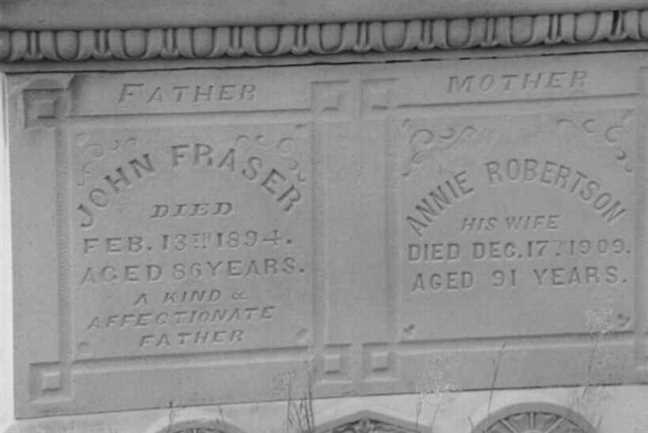 FATHER
JOHN FRASER
DIED
FEB. 13TH 1894.
AGED 86 YEARS.
A KIND &
AFFECTIONATE
FATHER
MOTHER
ANNIE ROBERTSON
HIS WIFE
DIED DEC. 17TH 1909.
AGED 91 YEARS.